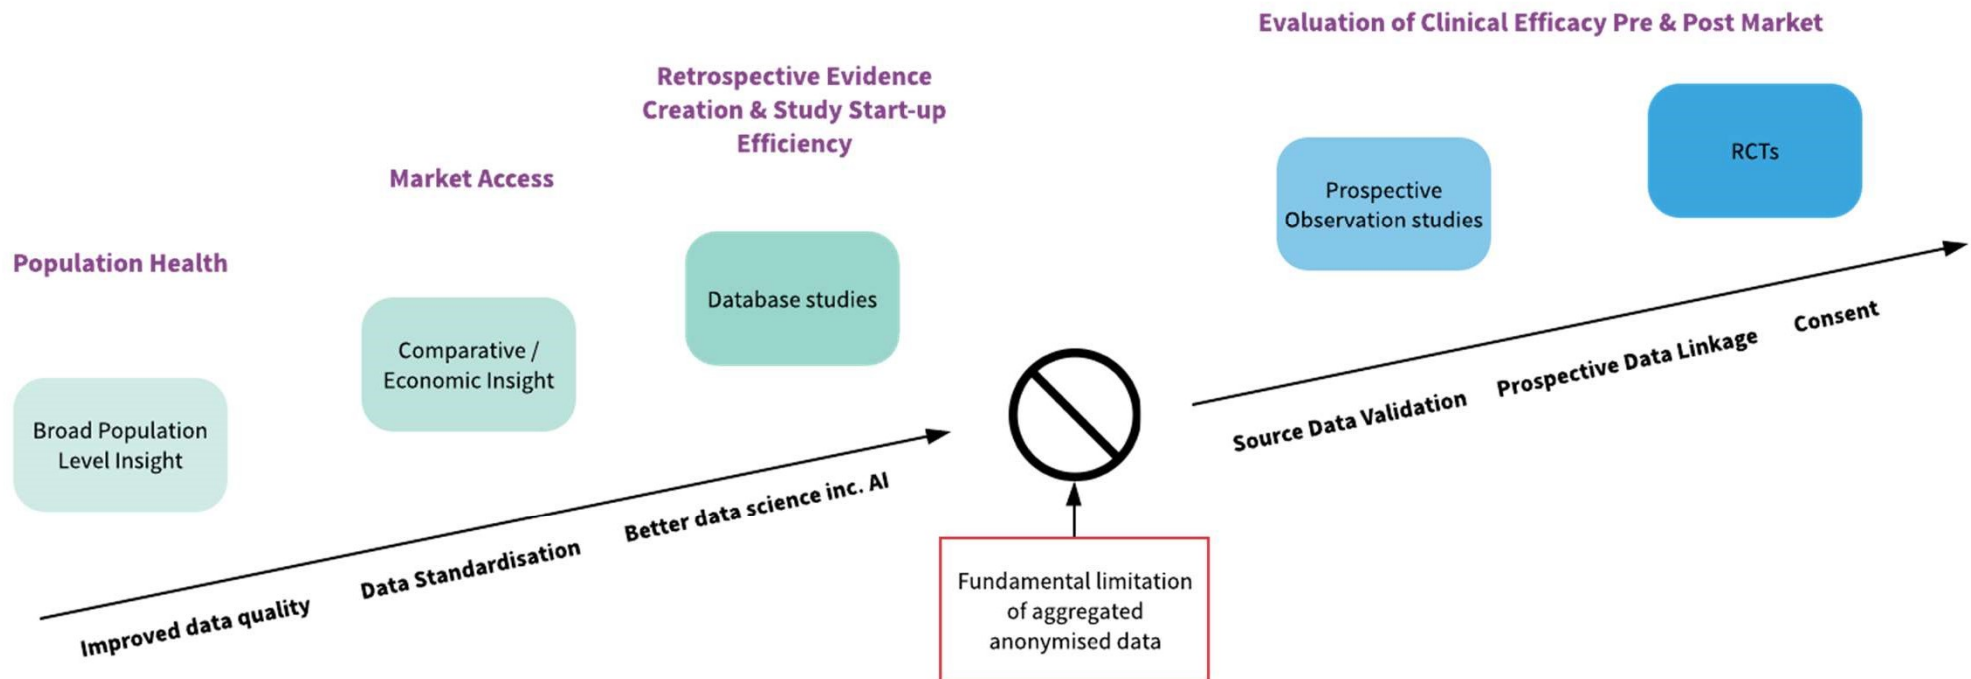 Evaluation of Clinical Efficacy Pre & Post Market
Retrospective Evidence
Creation & Study Start-up
Efficiency
Market Access
Population Health
RCTs
Prospective
Observation studies
Database studies
Comparative /
Economic Insight
Broad Population
Level Insight
Improved data quality
Data Standardisation
Better data science inc. AI
Source Data Validation
Prospective Data Linkage
Consent
Fundamental limitation
of aggregated
anonymised data